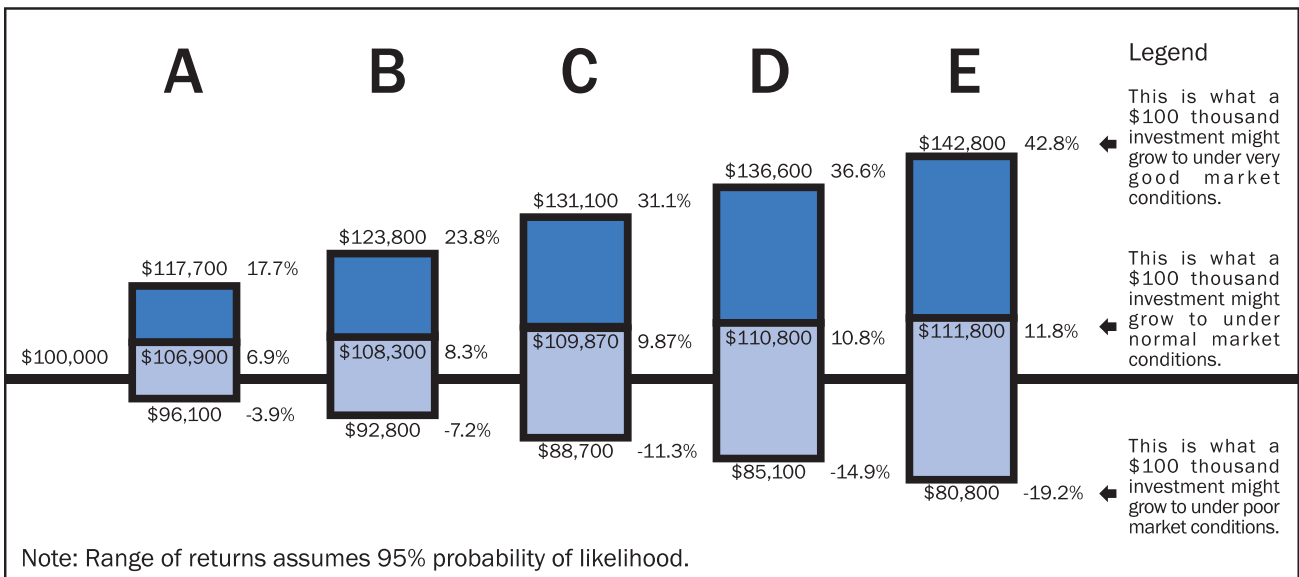 A
B
C
D
E
Legend
This is what a
$100 thousand
investment might
grow to under very
good market
conditions.
$142,800 42.8%
$136,600 36.6%
$131,100 31.1%
$123,800 23.8%
$117,700 17.7%
This is what a
$100 thousand
investment might
grow to under
normal market
conditions.
$100,000
$106,900 6.9%
$108,300 8.3%
$109,870 9.87%
$110,800 10.8%
$111,800 11.8%
$96,100 -3.9%
$92,800 -7.2%
$88,700 -11.3%
$85,100 -14.9%
$80,800 -19.2%
This is what a
$100 thousand
investment might
grow to under poor
market conditions.
Note: Range of returns assumes 95% probability of likelihood.